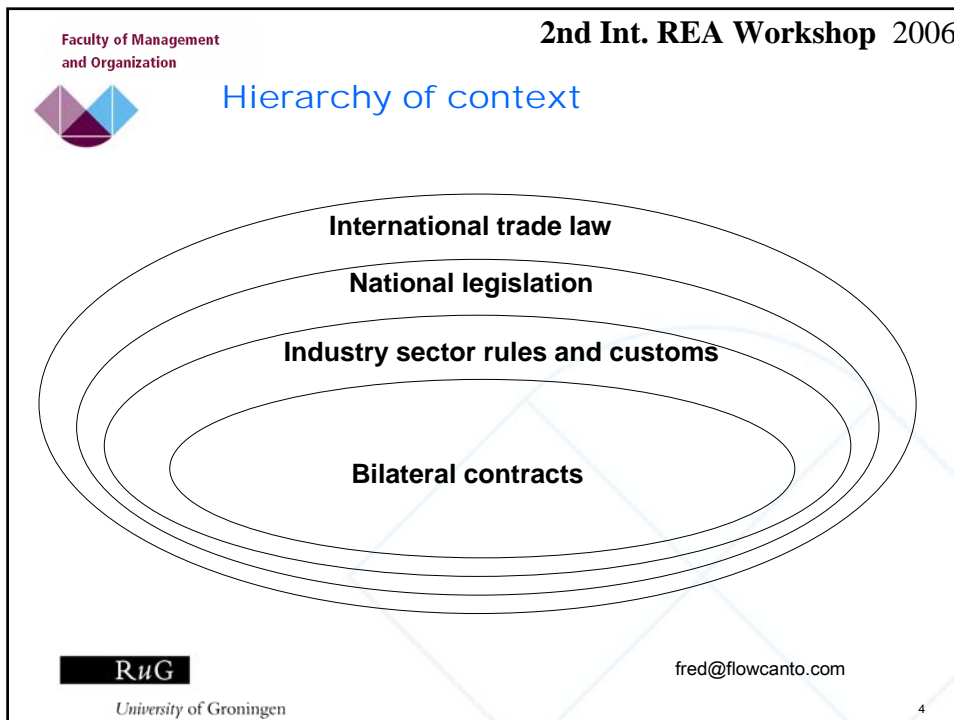 Faculty of Management
and Organization
2nd Int. REA Workshop 2006
Hierarchy of context
International trade law
National legislation
Industry sector rules and customs
Bilateral contracts
RuG
University of Groningen
fred@flowcanto.com
4